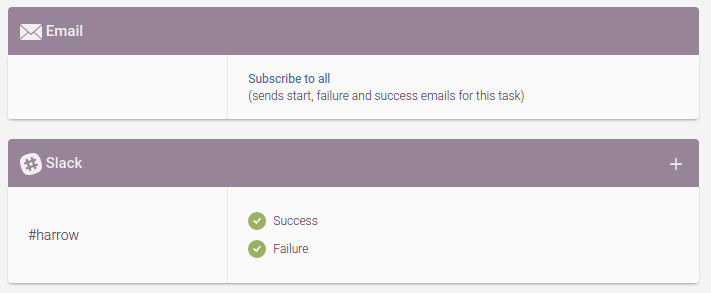 Email
Subscribe to all
(sends start, failure and success emails for this task)
Slack
#harrow
Success
Failure